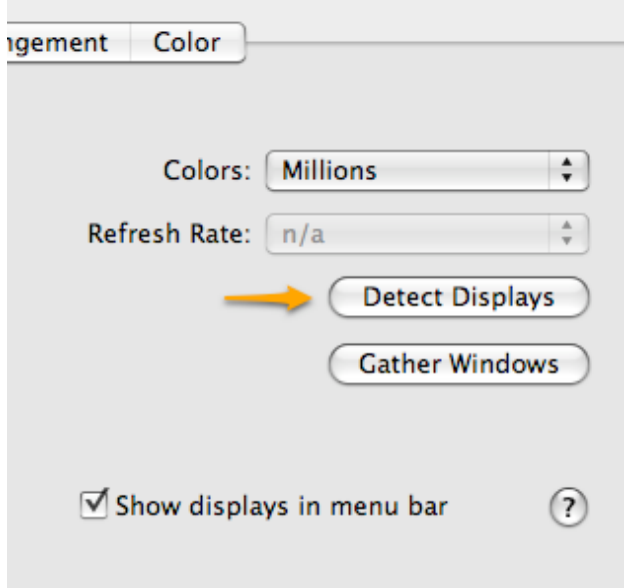 ngement Color
Colors: Millions
Refresh Rate: n/a
Detect Displays
Gather Windows
Show displays in menu bar ?